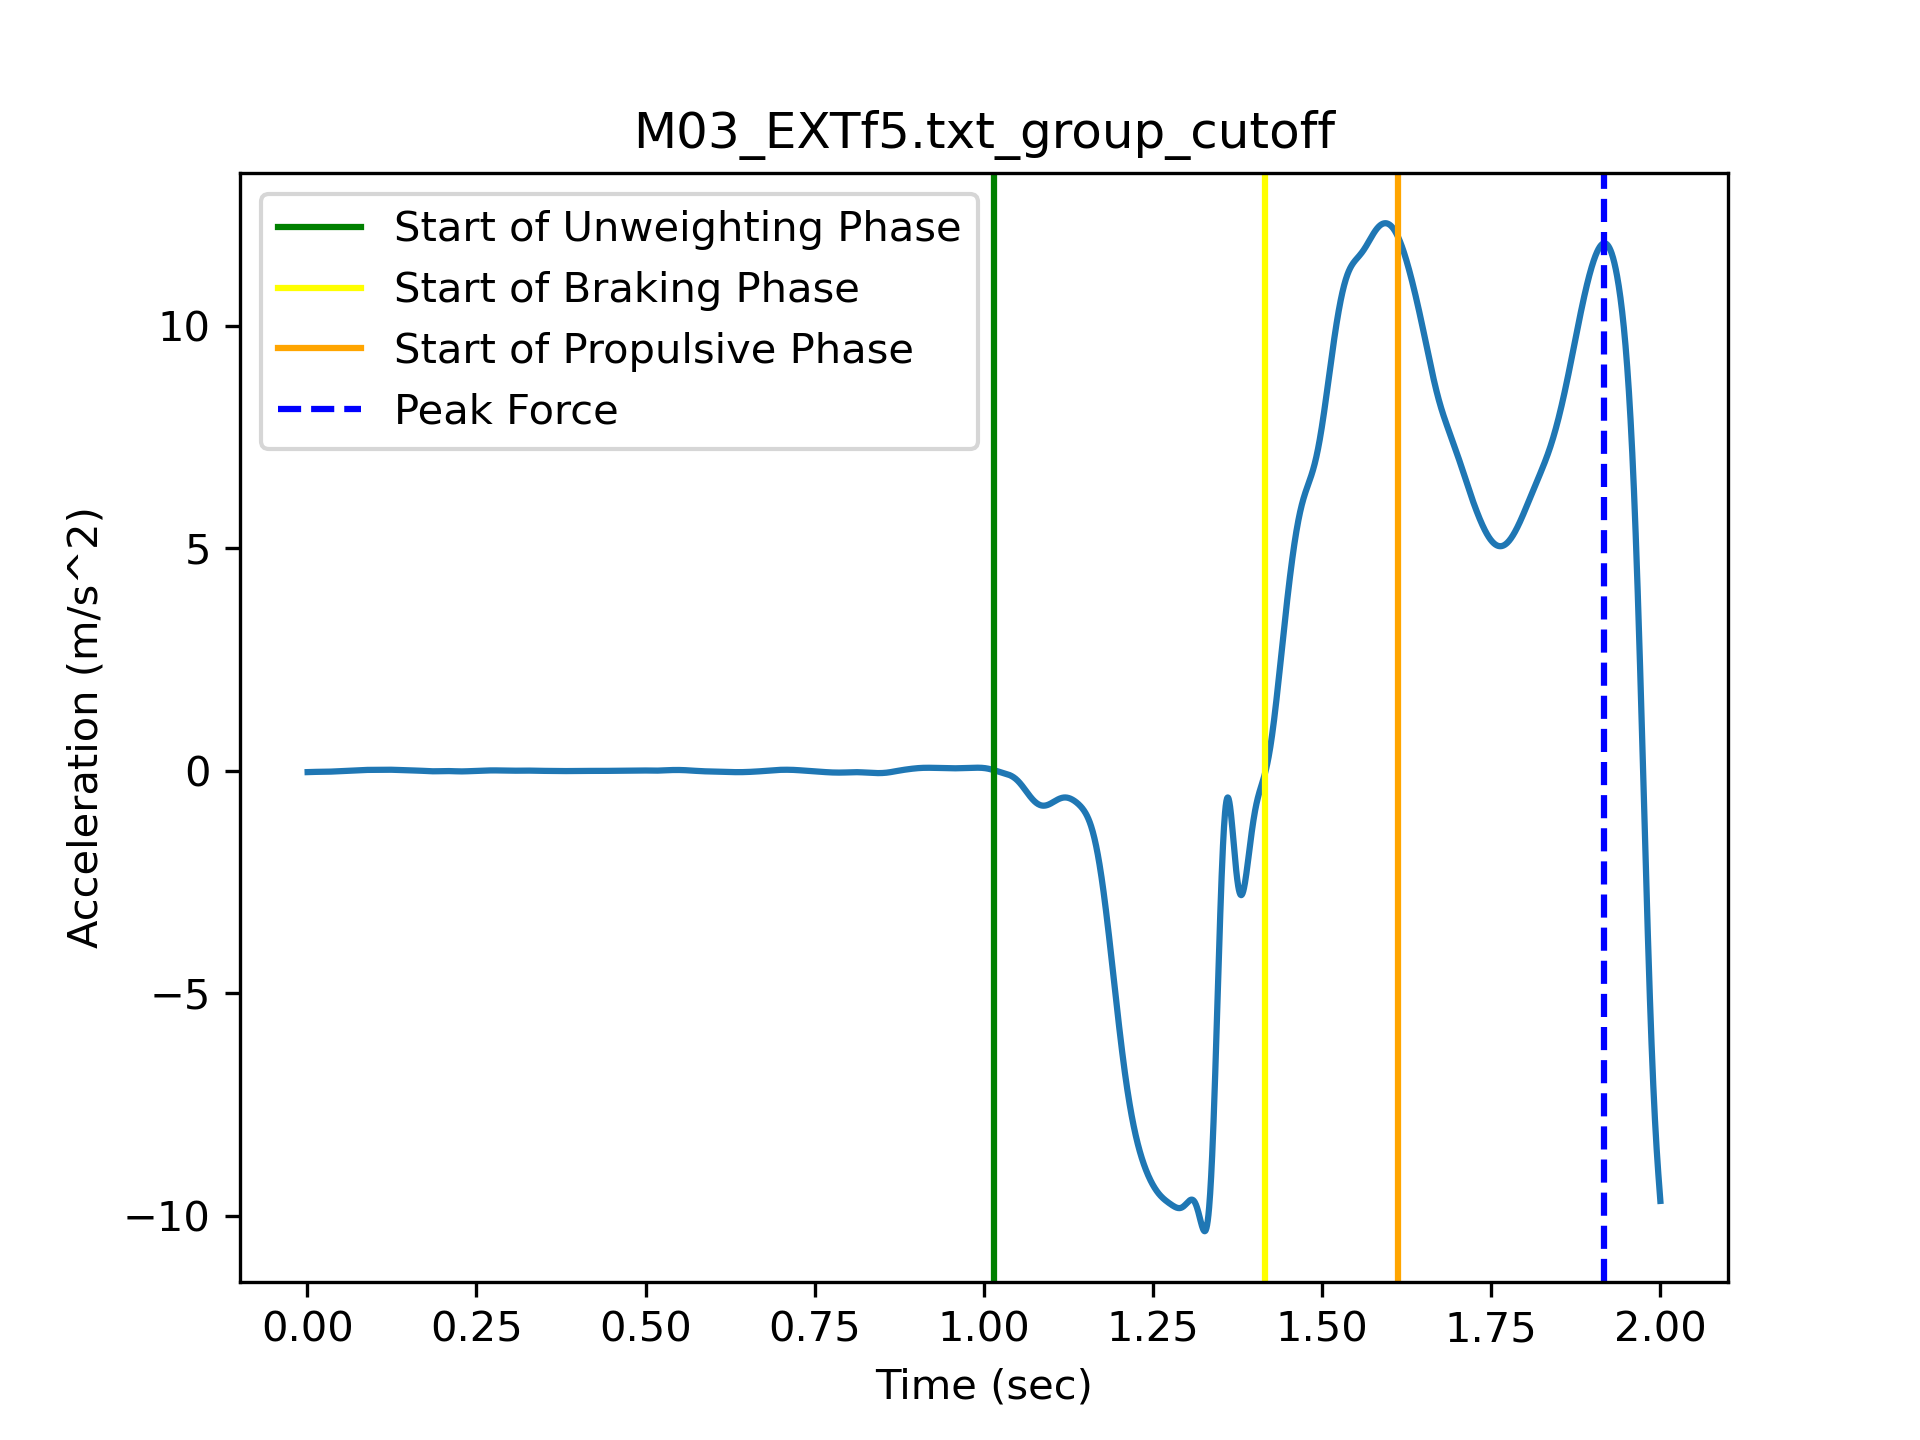 M03_EXTf5.txt_group_cutoff
Start of Unweighting Phase
Start of Braking Phase
Start of Propulsive Phase
Peak Force
Acceleration (m/s^2)
10
5
0
−5
−10
0.00 0.25 0.50 0.75 1.00 1.25 1.50 1.75 2.00
Time (sec)